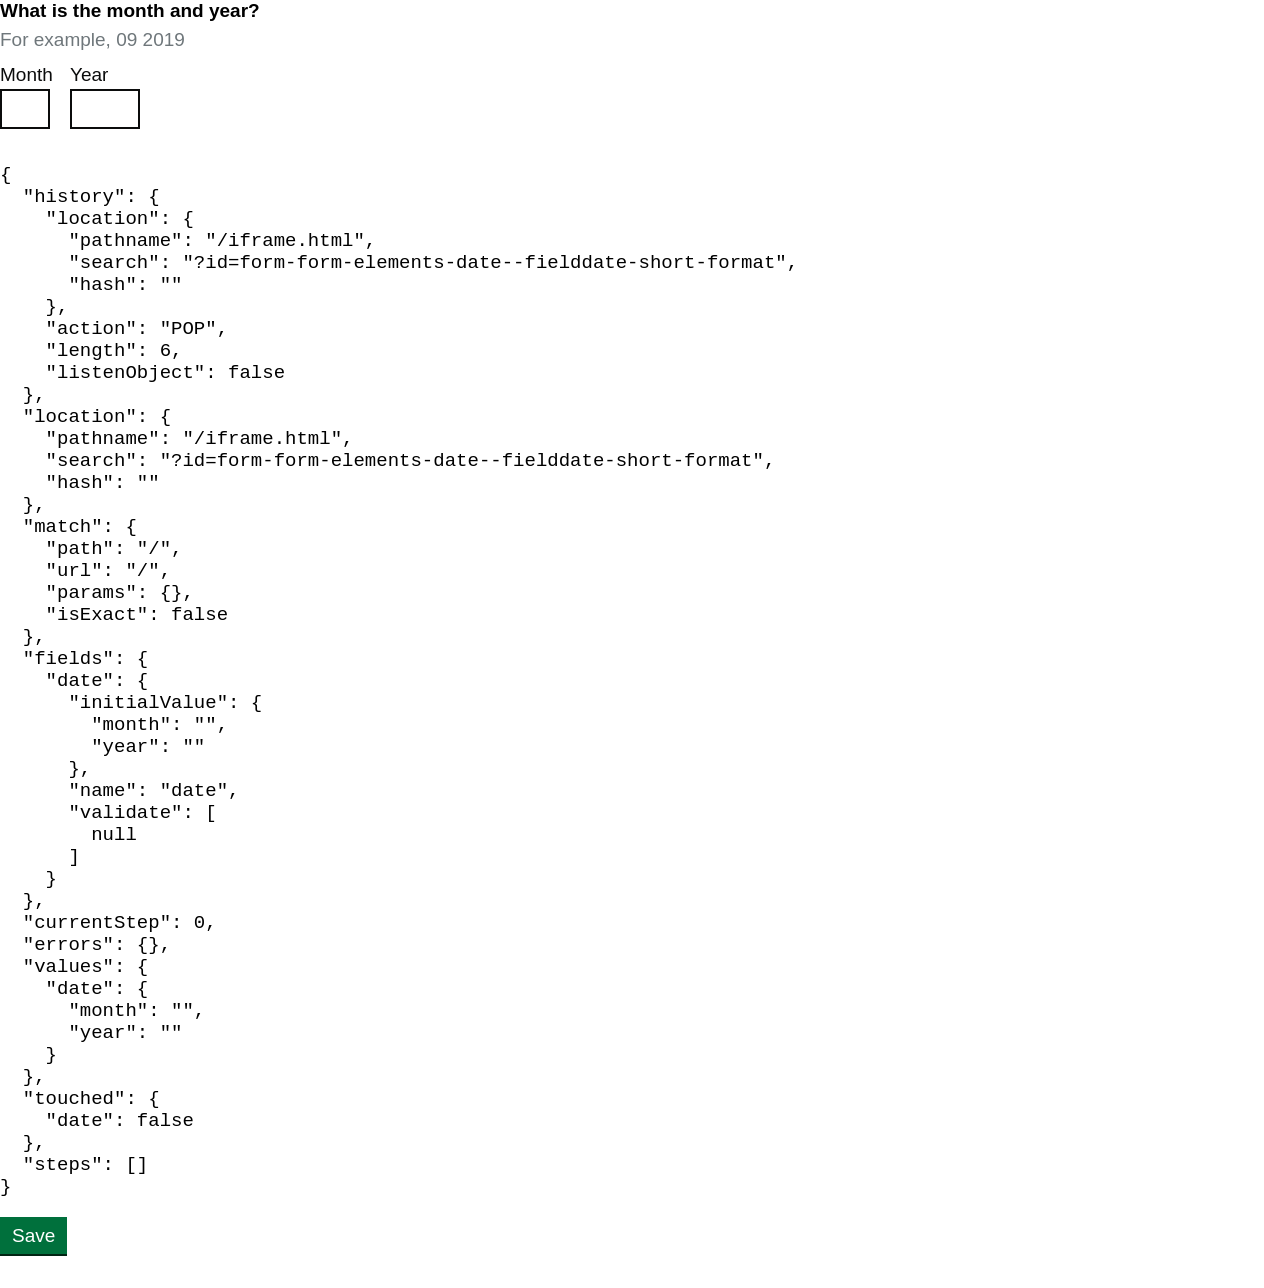 What is the month and year?
For example, 09 2019
Month Year
{
  "history": {
    "location": {
      "pathname": "/iframe.html",
      "search": "?id=form-form-elements-date--fielddate-short-format",
      "hash": ""
    },
    "action": "POP",
    "length": 6,
    "listenObject": false
  },
  "location": {
    "pathname": "/iframe.html",
    "search": "?id=form-form-elements-date--fielddate-short-format",
    "hash": ""
  },
  "match": {
    "path": "/",
    "url": "/",
    "params": {},
    "isExact": false
  },
  "fields": {
    "date": {
      "initialValue": {
        "month": "",
        "year": ""
      },
      "name": "date",
      "validate": [
        null
      ]
    }
  },
  "currentStep": 0,
  "errors": {},
  "values": {
    "date": {
      "month": "",
      "year": ""
    }
  },
  "touched": {
    "date": false
  },
  "steps": []
}
Save